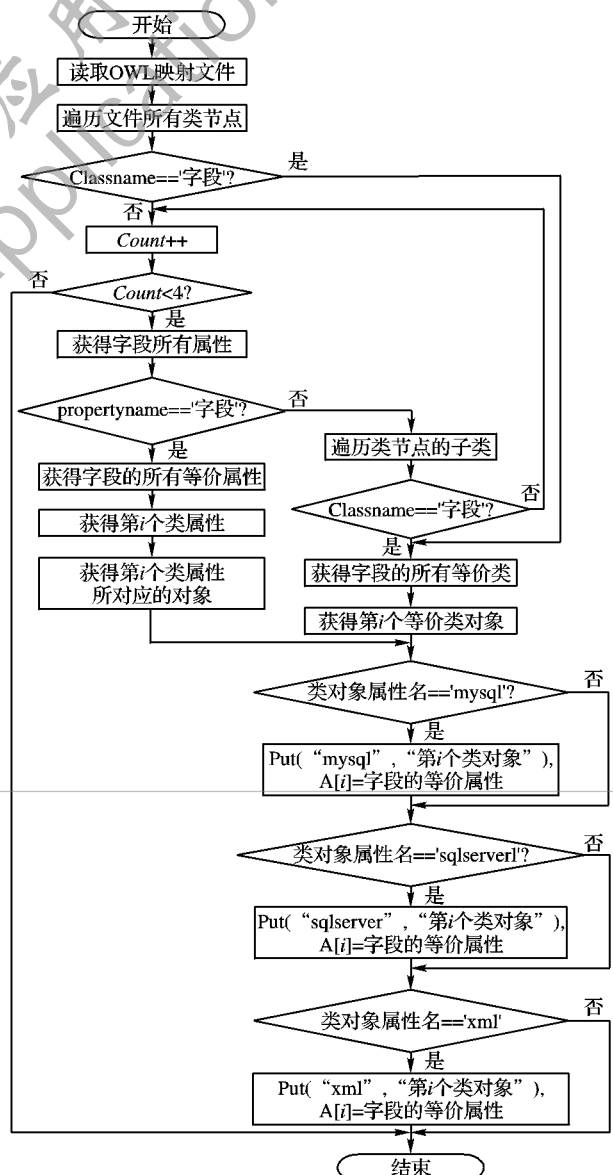 开始
读取OWL映射文件
遍历文件所有类节点
Classname=='字段'?
是
否
Count++
否
Count<4?
是
获得字段所有属性
propertyname=='字段'?
否
是
遍历类节点的子类
获得字段的所有等价属性
Classname=='字段'?
否
获得第i个类属性
是
获得第i个类属性
所对应的对象
获得字段的所有等价类
获得第i个等价类对象
类对象属性名=='mysql'?
否
是
Put(“mysql”,“第i个类对象”),
A[i]=字段的等价属性
类对象属性名=='sqlserverl'?
否
是
Put(“sqlserver”,“第i个类对象”),
A[i]=字段的等价属性
类对象属性名=='xml'
否
是
Put(“xml”,“第i个类对象”),
A[i]=字段的等价属性
结束
应用
Application